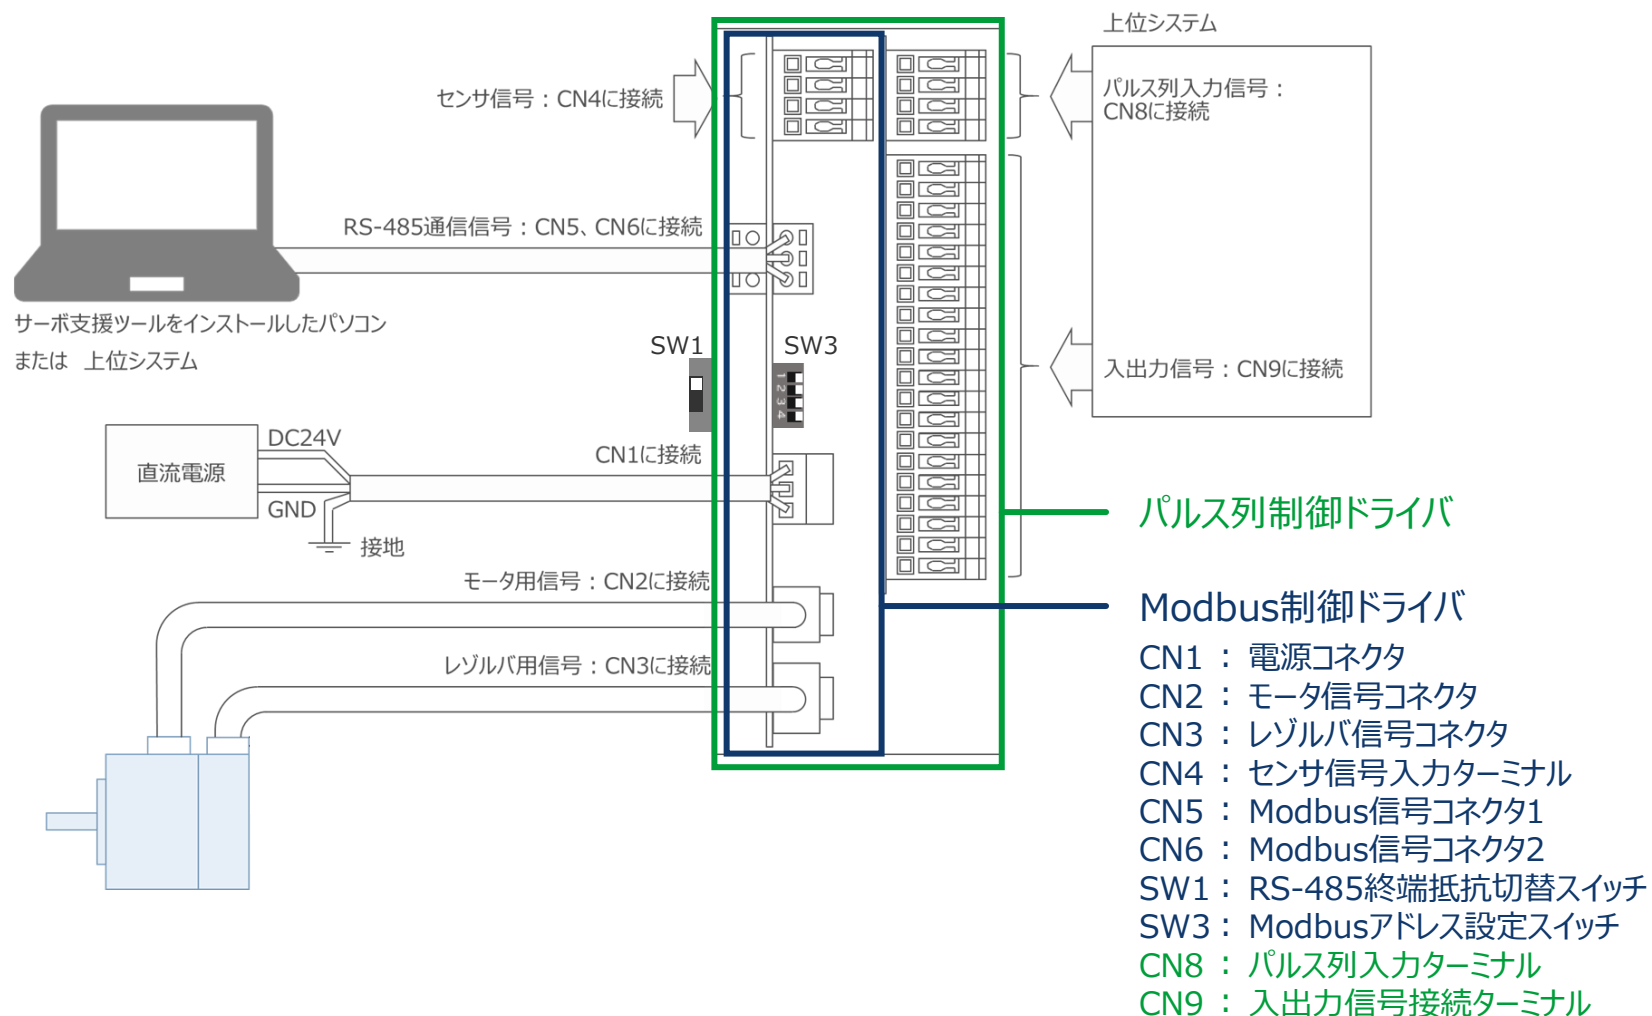 上位システム
センサ信号：CN4に接続
パルス列入力信号：
CN8に接続
RS-485通信信号：CN5、CN6に接続
サーボ支援ツールをインストールしたパソコン
または 上位システム
SW1
SW3
1
2
3
4
入出力信号：CN9に接続
直流電源
DC24V
GND
接地
CN1に接続
モータ用信号：CN2に接続
レゾルバ用信号：CN3に接続
パルス列制御ドライバ
Modbus制御ドライバ
CN1 ： 電源コネクタ
CN2 ： モータ信号コネクタ
CN3 ： レゾルバ信号コネクタ
CN4 ： センサ信号入力ターミナル
CN5 ： Modbus信号コネクタ1
CN6 ： Modbus信号コネクタ2
SW1： RS-485終端抵抗切替スイッチ
SW3： Modbusアドレス設定スイッチ
CN8 ： パルス列入力ターミナル
CN9 ： 入出力信号接続ターミナル